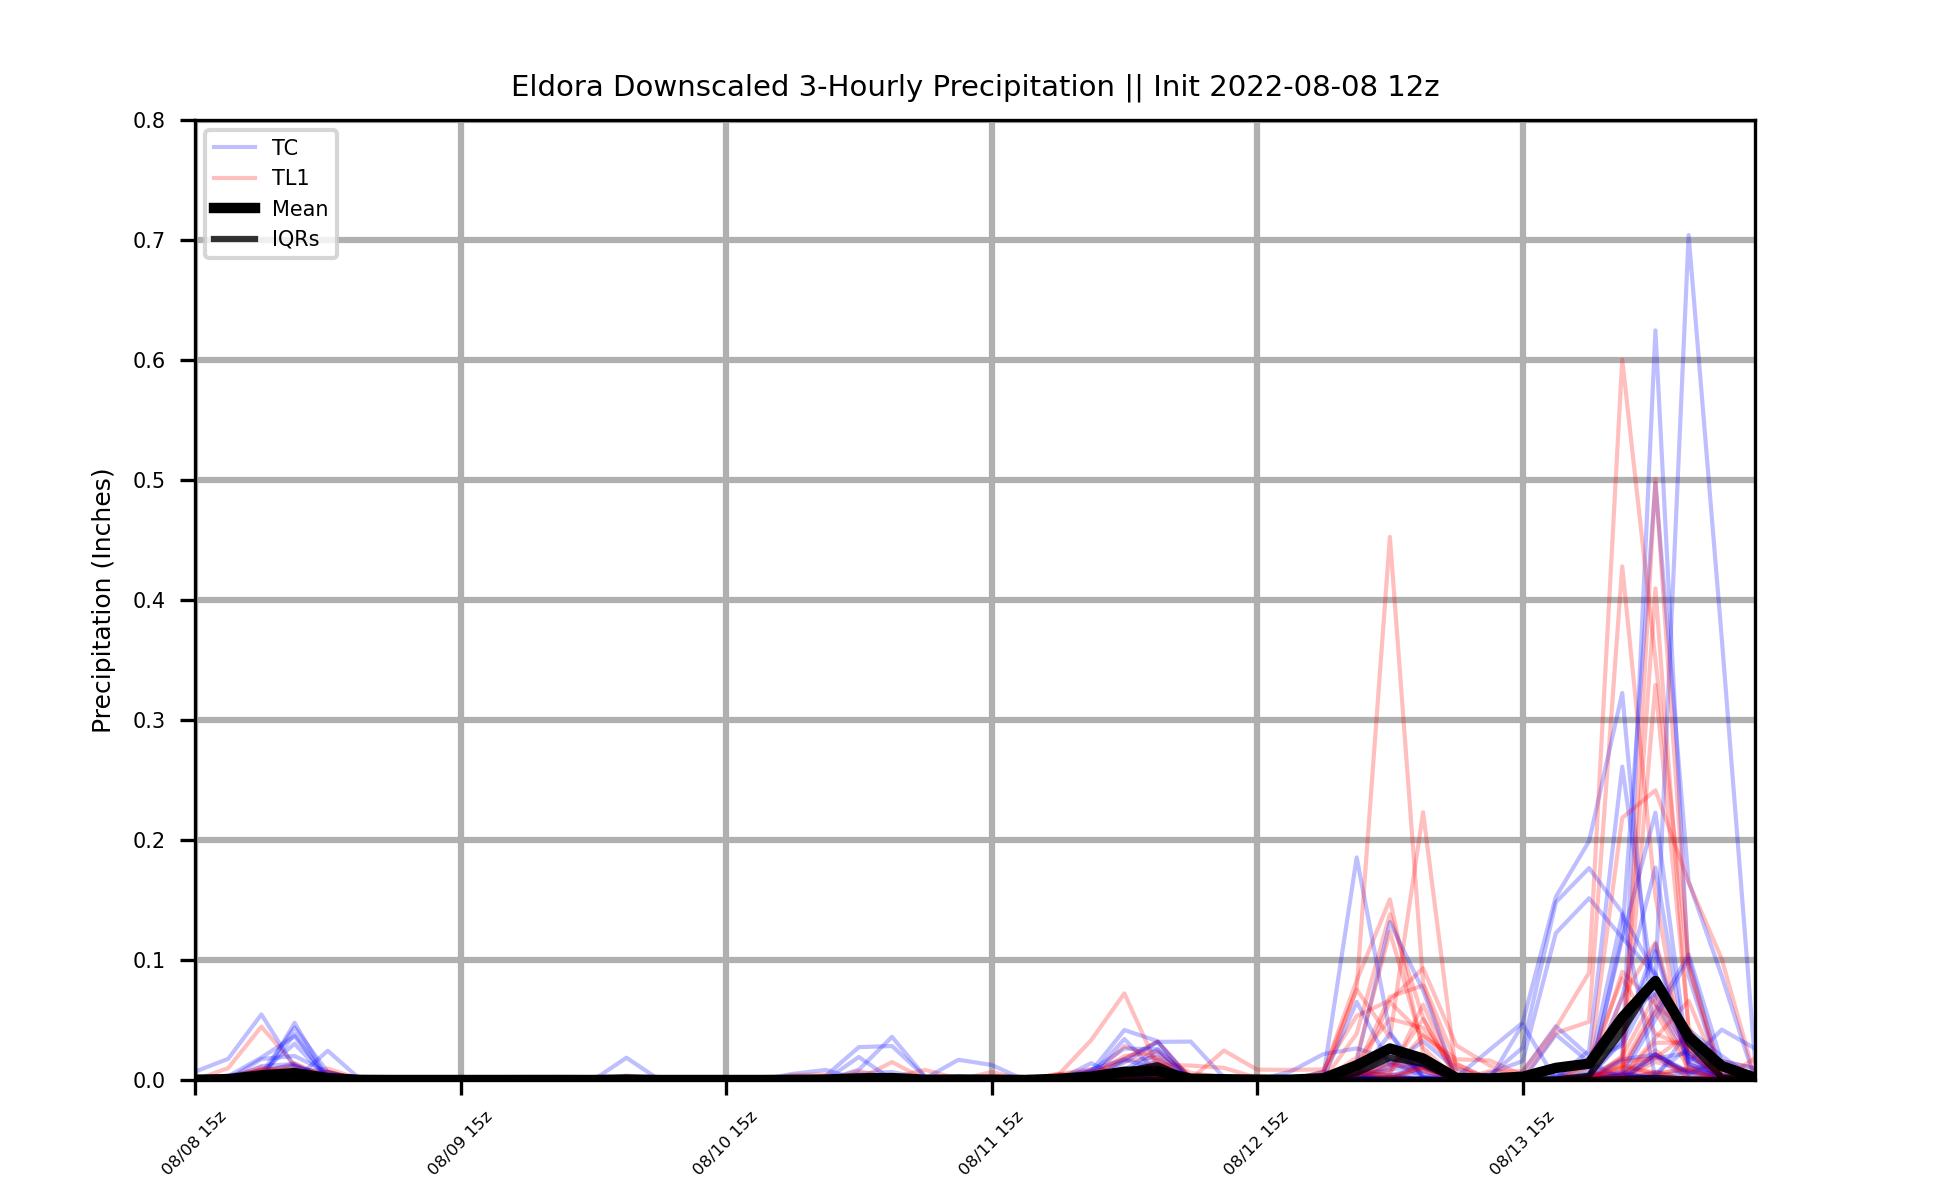 Eldora Downscaled 3-Hourly Precipitation || Init 2022-08-08 12z
TC
TL1
Mean
IQRs
Precipitation (Inches)
0.8
0.7
0.6
0.5
0.4
0.3
0.2
0.1
0.0
08/08 15z
08/09 15z
08/10 15z
08/11 15z
08/12 15z
08/13 15z